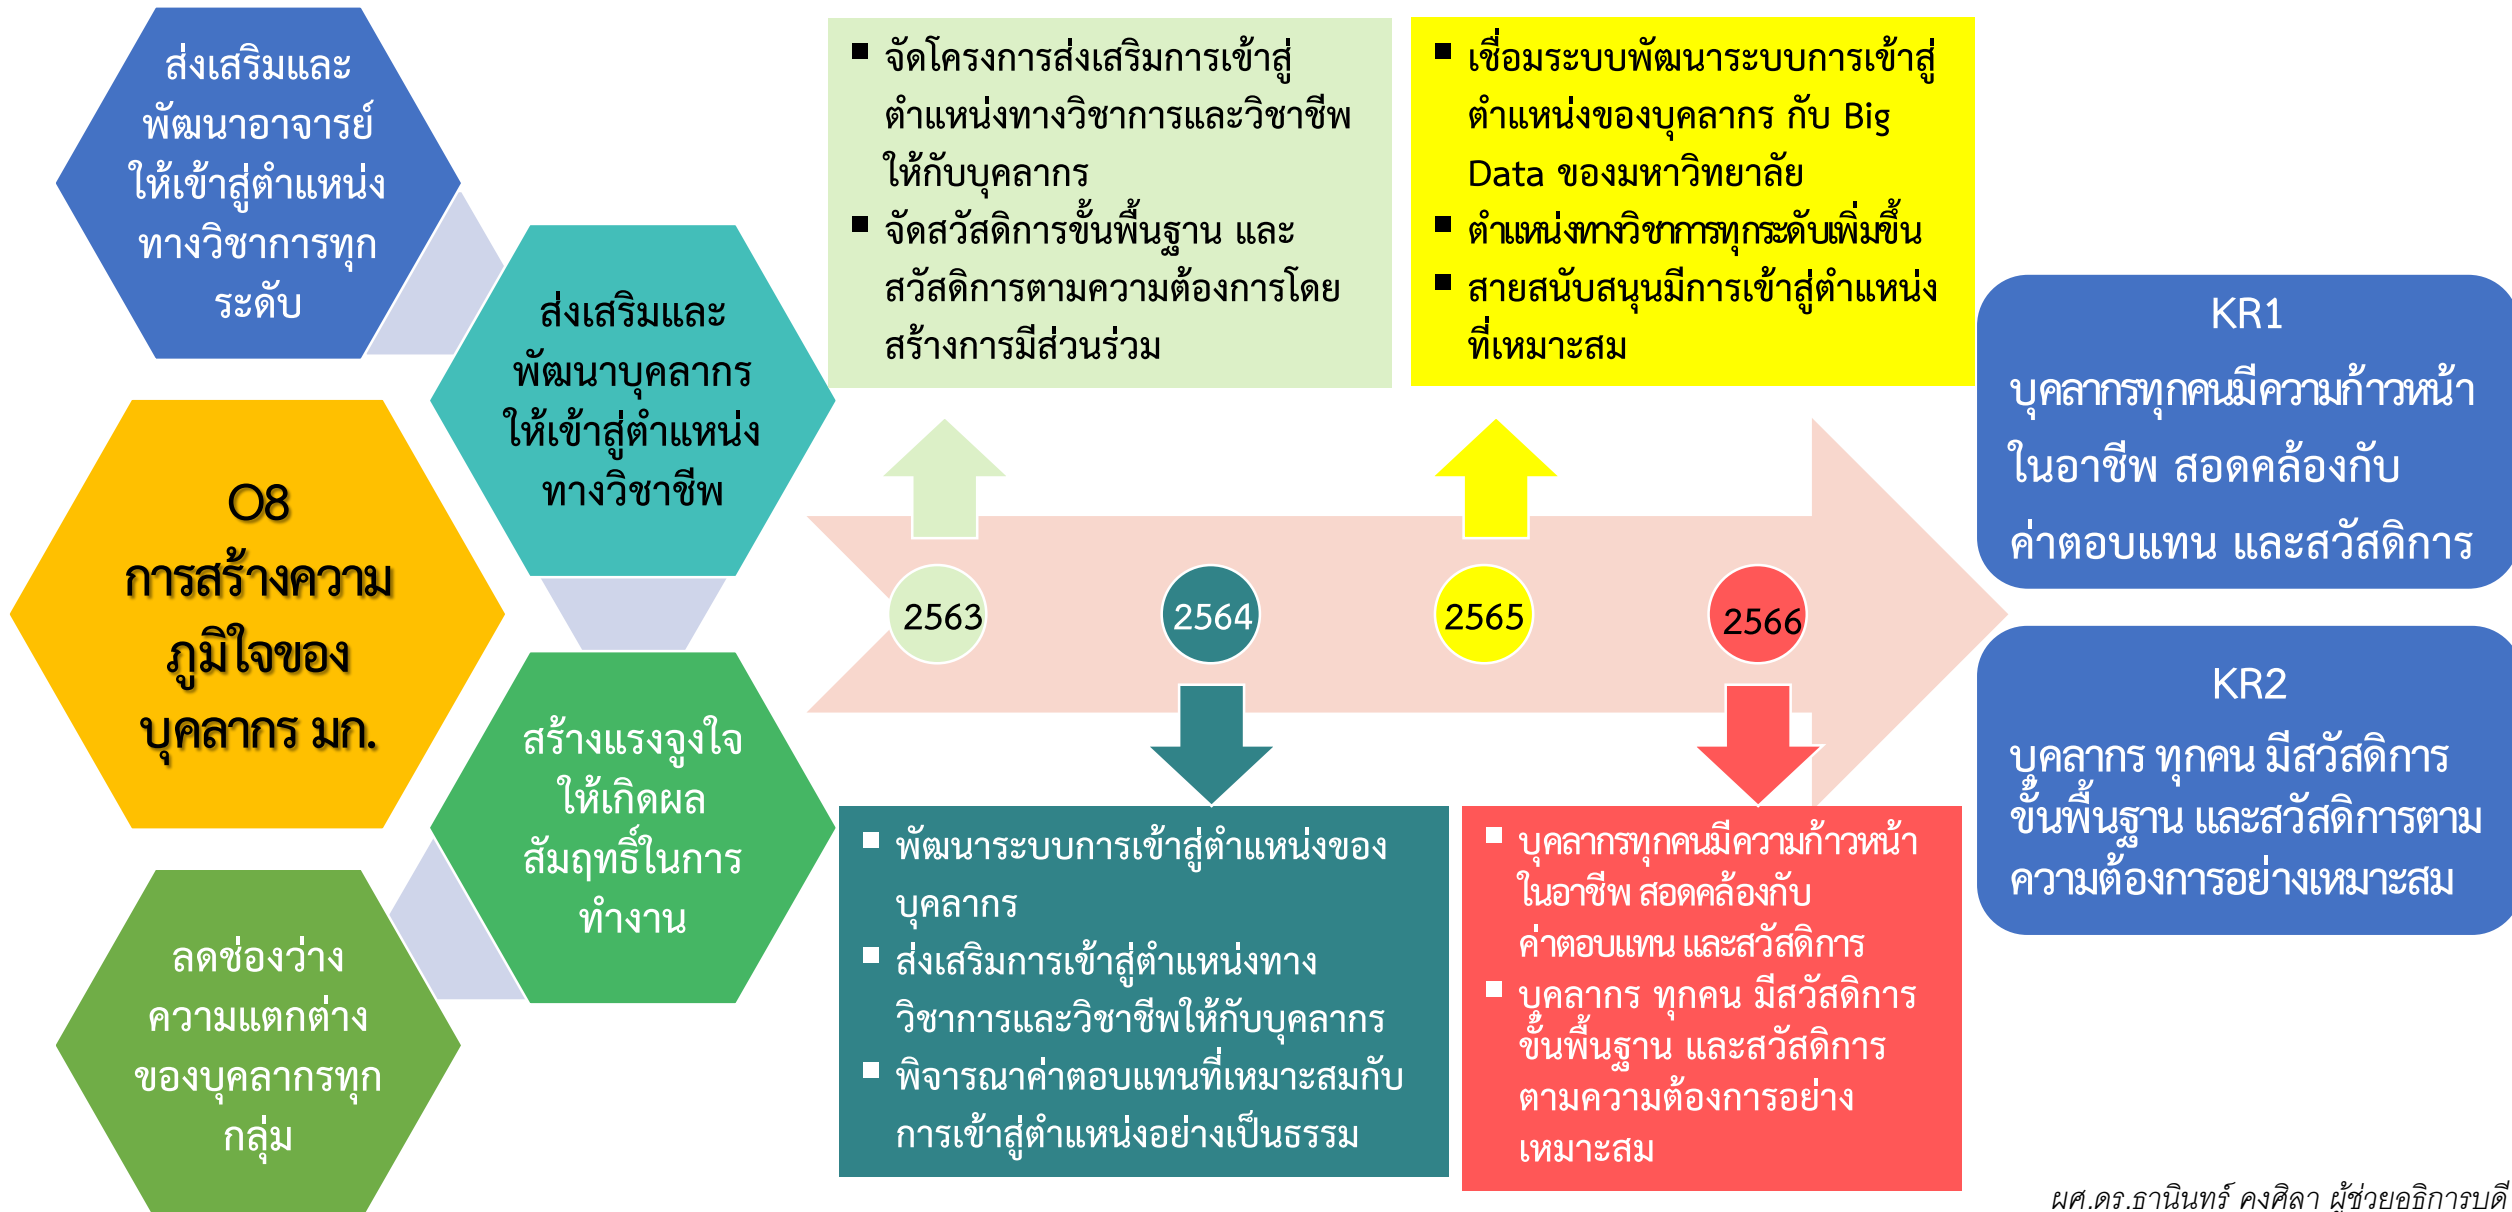 ส่งเสริมและ
พัฒนาอาจารย์
ให้เข้าสู่ตำแหน่ง
ทางวิชาการทุก
ระดับ
ส่งเสริมและ
พัฒนาบุคลากร
ให้เข้าสู่ตำแหน่ง
ทางวิชาชีพ
O8
การสร้างความ
ภูมิใจของ
บุคลากร มก.
สร้างแรงจูงใจ
ให้เกิดผล
สัมฤทธิ์ในการ
ทำงาน
ลดช่องว่าง
ความแตกต่าง
ของบุคลากรทุก
กลุ่ม
▪ จัดโครงการส่งเสริมการเข้าสู่
ตำแหน่งทางวิชาการและวิชาชีพ
ให้กับบุคลากร
▪ จัดสวัสดิการขั้นพื้นฐาน และ
สวัสดิการตามความต้องการโดย
สร้างการมีส่วนร่วม
▪ เชื่อมระบบพัฒนาระบบการเข้าสู่
ตำแหน่งของบุคลากร กับ Big
Data ของมหาวิทยาลัย
▪ ตำแหน่งทางวิชาการทุกระดับเพิ่มขึ้น
▪ สายสนับสนุนมีการเข้าสู่ตำแหน่ง
ที่เหมาะสม
2563
2564
2565
2566
▪ พัฒนาระบบการเข้าสู่ตำแหน่งของ
บุคลากร
▪ ส่งเสริมการเข้าสู่ตำแหน่งทาง
วิชาการและวิชาชีพให้กับบุคลากร
▪ พิจารณาค่าตอบแทนที่เหมาะสมกับ
การเข้าสู่ตำแหน่งอย่างเป็นธรรม
▪ บุคลากรทุกคนมีความก้าวหน้า
ในอาชีพ สอดคล้องกับ
ค่าตอบแทน และสวัสดิการ
▪ บุคลากร ทุกคน มีสวัสดิการ
ขั้นพื้นฐาน และสวัสดิการ
ตามความต้องการอย่าง
เหมาะสม
KR1
บุคลากรทุกคนมีความก้าวหน้า
ในอาชีพ สอดคล้องกับ
ค่าตอบแทน และสวัสดิการ
KR2
บุคลากร ทุกคน มีสวัสดิการ
ขั้นพื้นฐาน และสวัสดิการตาม
ความต้องการอย่างเหมาะสม
ผศ.ดร.ธานินทร์ คงศิลา ผู้ช่วยอธิการบดี